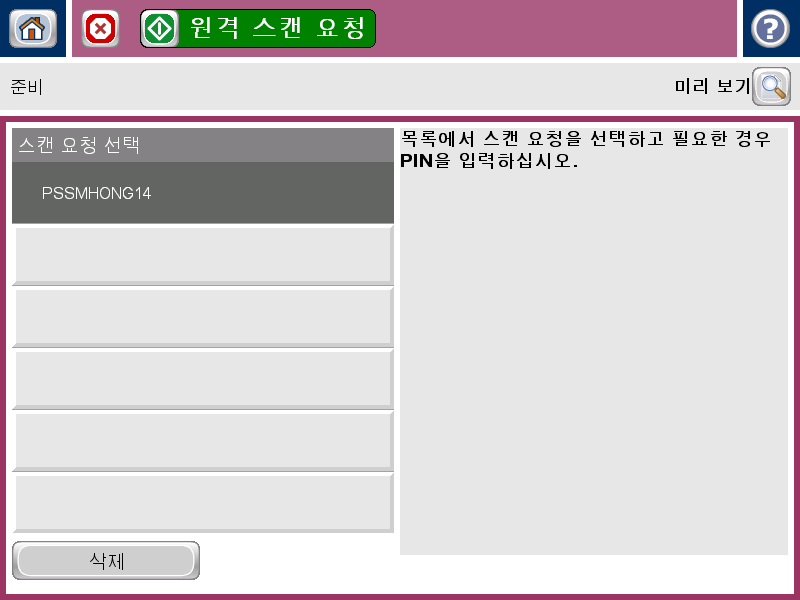 원격 스캔 요청
준비
미리 보기
스캔 요청 선택
PSSMHONG14
목록에서 스캔 요청을 선택하고 필요한 경우
PIN을 입력하십시오.
삭제